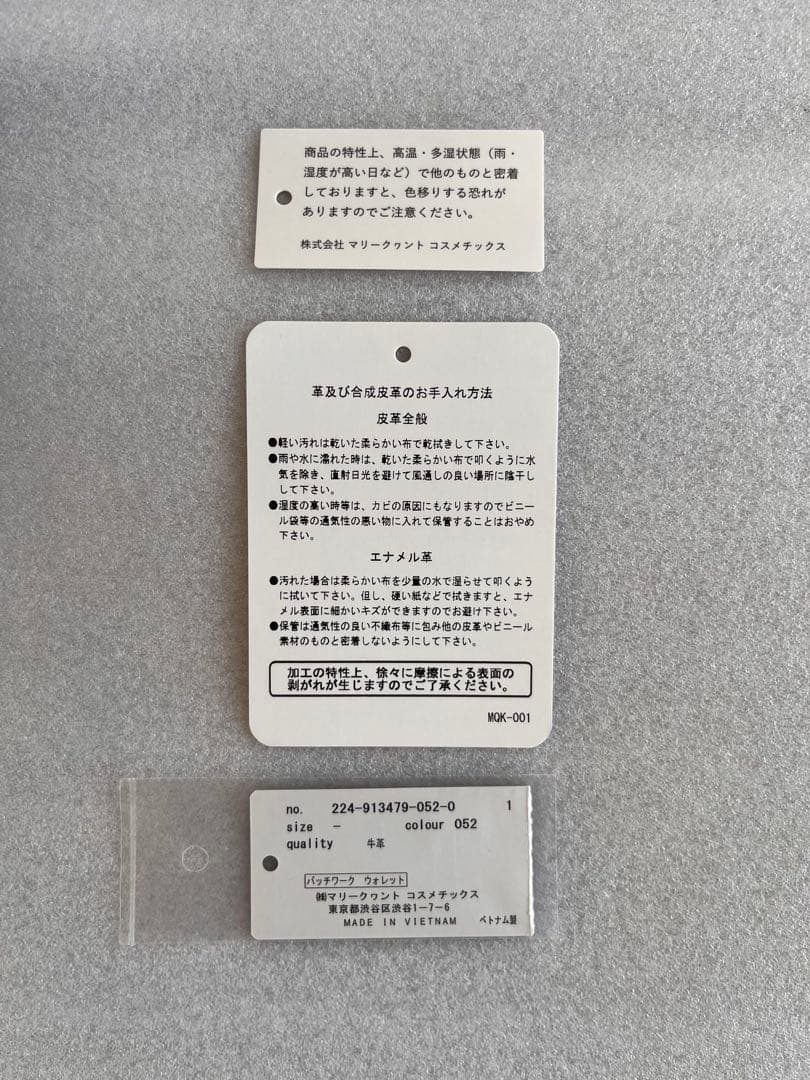 商品の特性上、高温・多湿状態（雨・
湿度が高い日など）で他のものと密着
しておりますと、色移りする恐れが
ありますのでご注意ください。
株式会社 マリークヮント コスメチックス
革及び合成皮革のお手入れ方法
皮革全般
●軽い汚れは乾いた柔らかい布で乾拭きして下さい。
●雨や水に濡れた時は、乾いた柔らかい布で叩くように水
気を除き、直射日光を避けて風通しの良い場所に陰干し
して下さい。
●湿度の高い時等は、カビの原因にもなりますのでビニー
ル袋等の通気性の悪い物に入れて保管することはおやめ
下さい。
エナメル革
●汚れた場合は柔らかい布を少量の水で湿らせて叩くよう
に拭いて下さい。但し、硬い紙などで拭きますと、エナ
メル表面に細かいキズができますのでお避け下さい。
●保管は通気性の良い不織布等に包み他の皮革やビニール
素材のものと密着しないようにして下さい。
加工の特性上、徐々に摩擦による表面の
剥がれが生じますのでご了承ください。
MQK-001
no. 224-913479-052-0 1
size - colour 052
quality 牛革
パッチワーク ウォレット
㈱マリークヮント コスメチックス
東京都渋谷区渋谷1-7-6
MADE IN VIETNAM ベトナム製